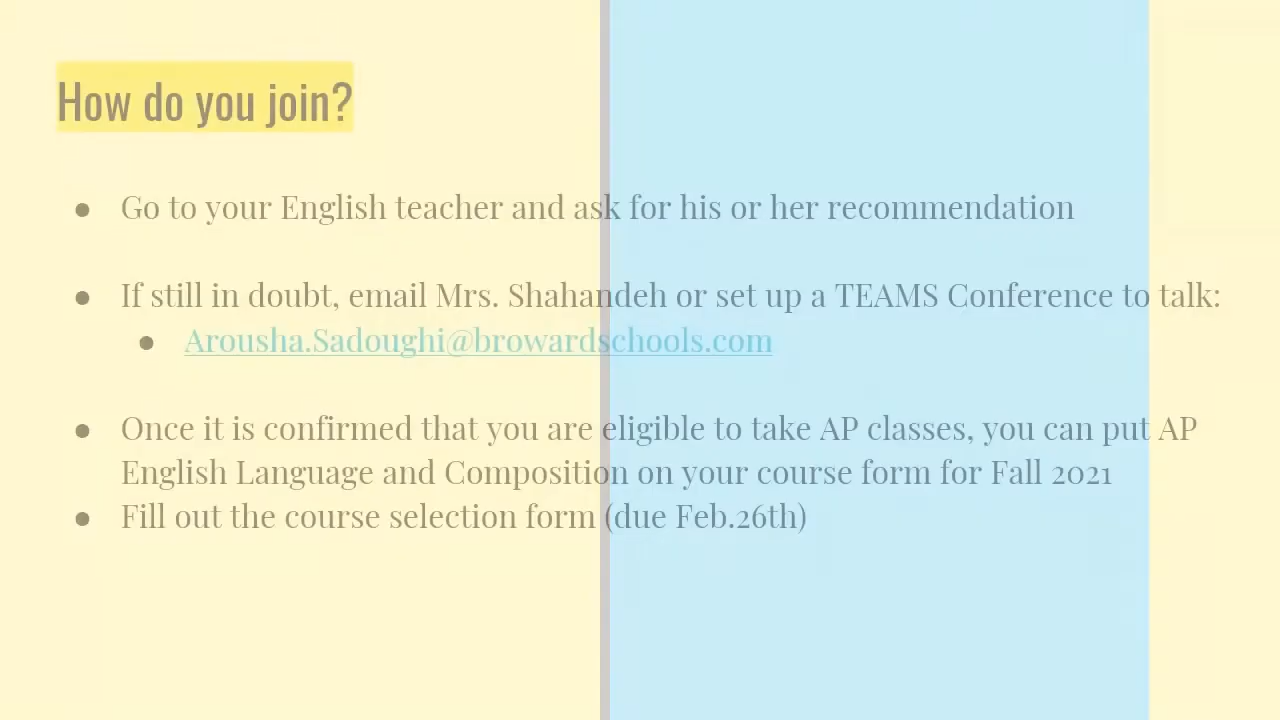 How do you join?
● Go to your English teacher and ask for his or her recommendation
● If still in doubt, email Mrs. Shahandeh or set up a TEAMS Conference to talk:
● Arousha.Sadoughi@browardschools.com
● Once it is confirmed that you are eligible to take AP classes, you can put AP
English Language and Composition on your course form for Fall 2021
● Fill out the course selection form (due Feb.26th)